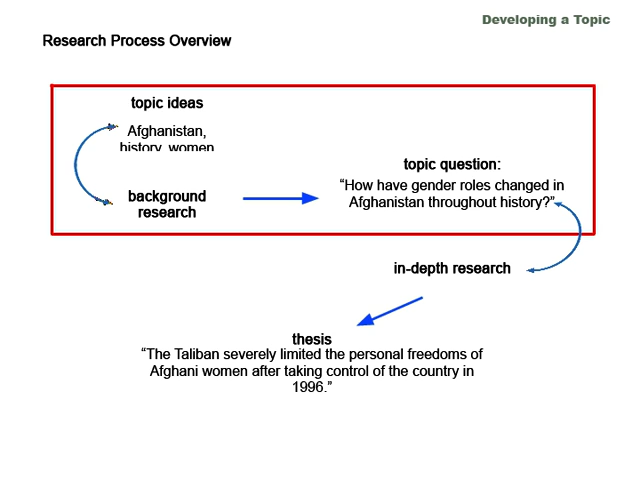 Developing a Topic
Research Process Overview
topic ideas
Afghanistan,
history, women
background
research
topic question:
“How have gender roles changed in
Afghanistan throughout history?”
in-depth research
thesis
“The Taliban severely limited the personal freedoms of
Afghani women after taking control of the country in
1996.”